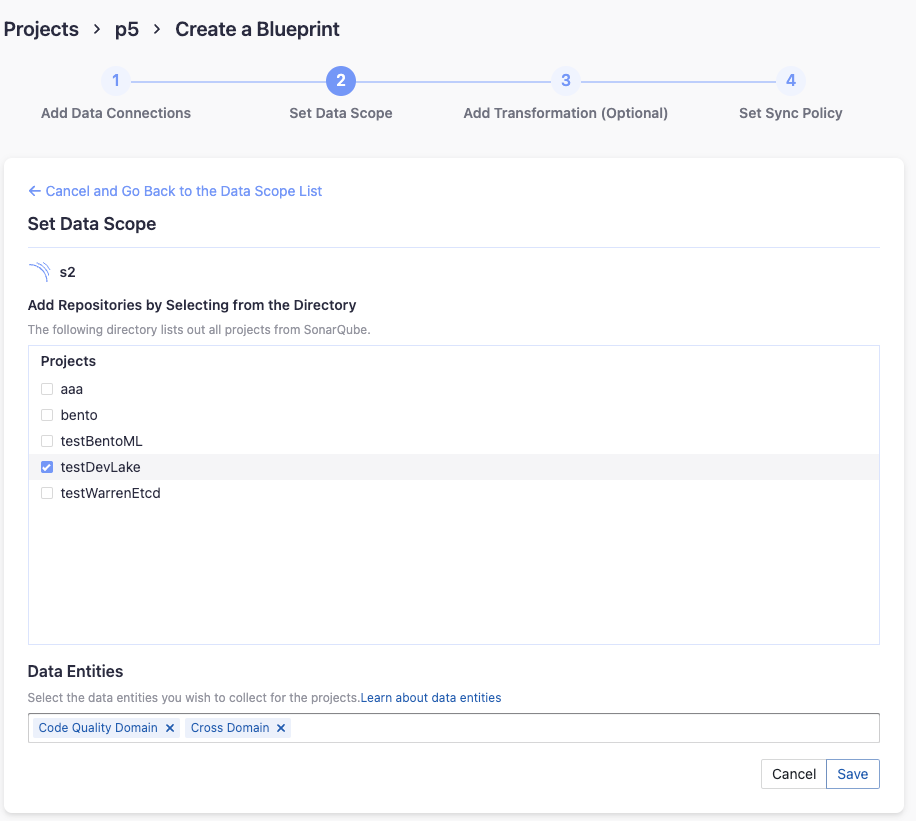 Projects > p5 > Create a Blueprint
1 2 3 4
Add Data Connections Set Data Scope Add Transformation (Optional) Set Sync Policy
← Cancel and Go Back to the Data Scope List
Set Data Scope
s2
Add Repositories by Selecting from the Directory
The following directory lists out all projects from SonarQube.
Projects
aaa
bento
testBentoML
testDevLake
testWarrenEtcd
Data Entities
Select the data entities you wish to collect for the projects.Learn about data entities
Code Quality Domain × Cross Domain ×
Cancel Save